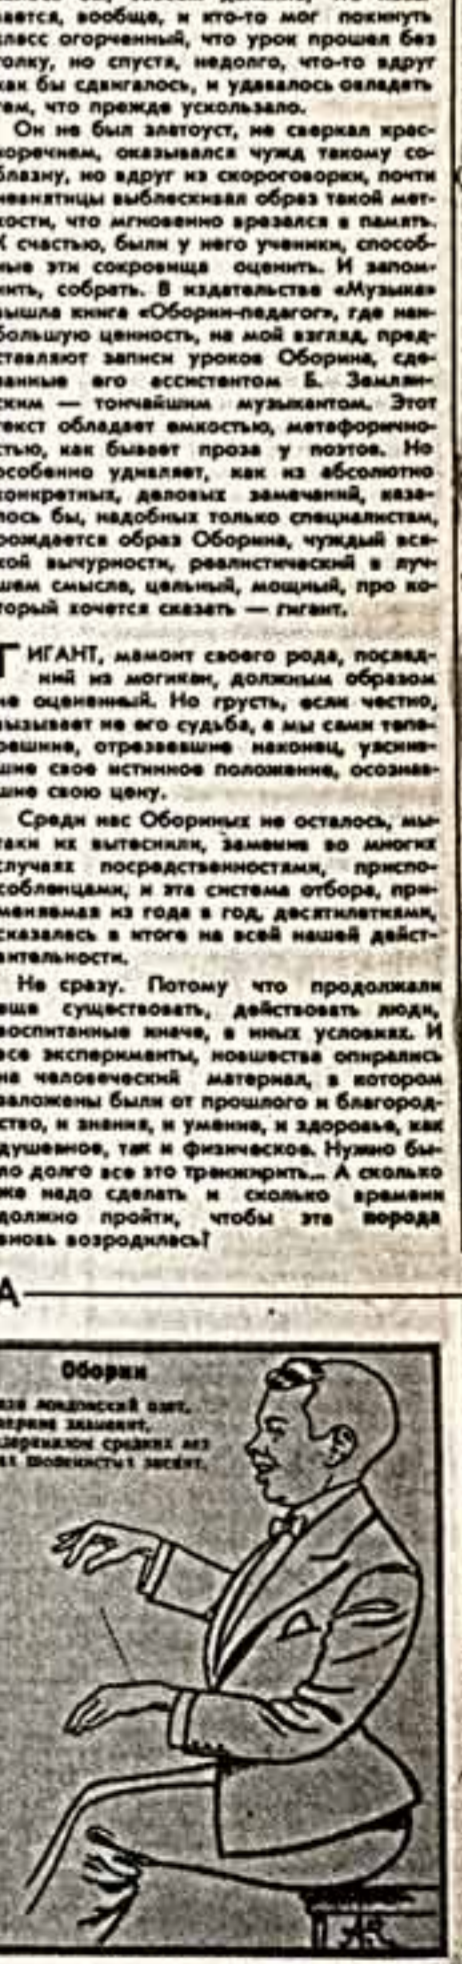 вается, вообще, и кто-то мог покинуть
класс огорченный, что урок прошел без
толку, но спустя, недолго, что-то вдруг
как бы сдвигалось, и удавалось овладеть
тем, что прежде ускользало.
Он не был златоуст, не сверкал крас-
норечием, оказывался чужд такому со-
блазну, но вдруг из скороговорки, почти
невнятицы выблескивал образ такой мет-
кости, что мгновенно врезался в память.
К счастью, были у него ученики, способ-
ные эти сокровища оценить. И запом-
нить, собрать. В издательстве «Музыка»
вышла книга «Оборин-педагог», где наи-
большую ценность, на мой взгляд, пред-
ставляют записи уроков Оборина, сде-
ланные его ассистентом Б. Землян-
ским — тончайшим музыкантом. Этот
текст обладает емкостью, метафорично-
стью, как бывает проза у поэтов. Но
особенно удивляет, как из абсолютно
конкретных, деловых замечаний, каза-
лось бы, надобных только специалистам,
рождается образ Оборина, чуждый вся-
кой вычурности, реалистический в луч-
шем смысле, цельный, мощный, про ко-
торый хочется сказать — гигант.
ГИГАНТ, мамонт своего рода, послед-
ний из могикан, должным образом
не оцененный. Но грусть, если честно,
вызывает не его судьба, а мы сами тепе-
решние, отрезвевшие наконец, уяснив-
шие свое истинное положение, осознав-
шие свою цену.
Среди нас Обориных не осталось, мы-
таки их вытеснили, заменив во многих
случаях посредственностями, приспо-
собленцами, и эта система отбора, при-
меняемая из года в год, десятилетиями,
сказалась в итоге на всей нашей дейст-
вительности.
Не сразу. Потому что продолжали
еще существовать, действовать люди,
воспитанные иначе, в иных условиях. И
все эксперименты, новшества опирались
на человеческий материал, в котором
заложены были от прошлого и благород-
ство, и знания, и умение, и здоровье, как
душевное, так и физическое. Нужно бы-
ло долго все это транжирить... А сколько
же надо сделать и сколько времени
должно пройти, чтобы эта порода
вновь возродилась?
А
Оборин
лондонский
средних лет
AR